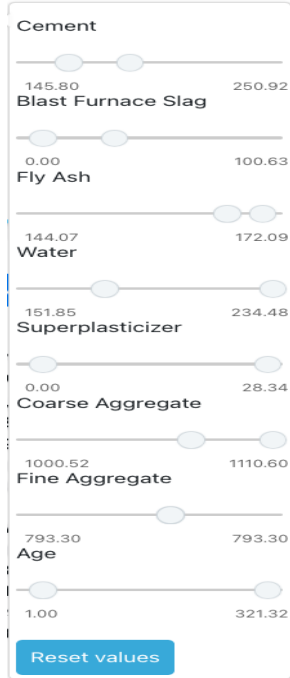 Cement
145.80 250.92
Blast Furnace Slag
0.00 100.63
Fly Ash
144.07 172.09
Water
151.85 234.48
Superplasticizer
0.00 28.34
Coarse Aggregate
1000.52 1110.60
Fine Aggregate
793.30 793.30
Age
1.00 321.32
Reset values